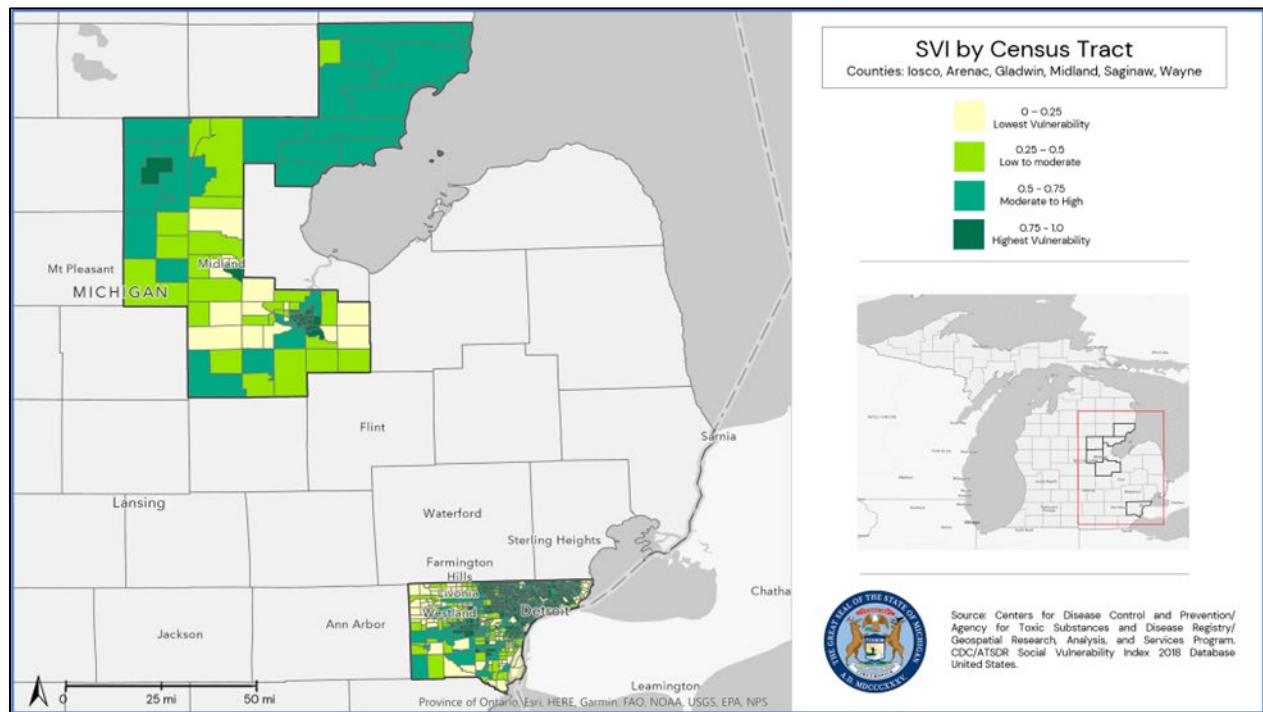 SVI by Census Tract
Counties: Iosco, Arenac, Gladwin, Midland, Saginaw, Wayne
0 – 0.25
Lowest Vulnerability
0.25 – 0.5
Low to moderate
0.5 - 0.75
Moderate to High
0.75 - 1.0
Highest Vulnerability
Mt Pleasant
Midland
MICHIGAN
Flint
Sarnia
Lansing
Waterford
Sterling Heights
Farmington
Hills
Livonia
Westland
Detroit
Chatha
Jackson
Ann Arbor
Leamington
0
25 mi
50 mi
Province of Ontario, Esri, HERE, Garmin, FAO, NOAA, USGS, EPA, NPS
THE GREAT SEAL OF THE STATE OF MICHIGAN
A.D. MDCCCXXXV.
Source: Centers for Disease Control and Prevention/
Agency for Toxic Substances and Disease Registry/
Geospatial Research, Analysis, and Services Program.
CDC/ATSDR Social Vulnerability Index 2018 Database
United States.